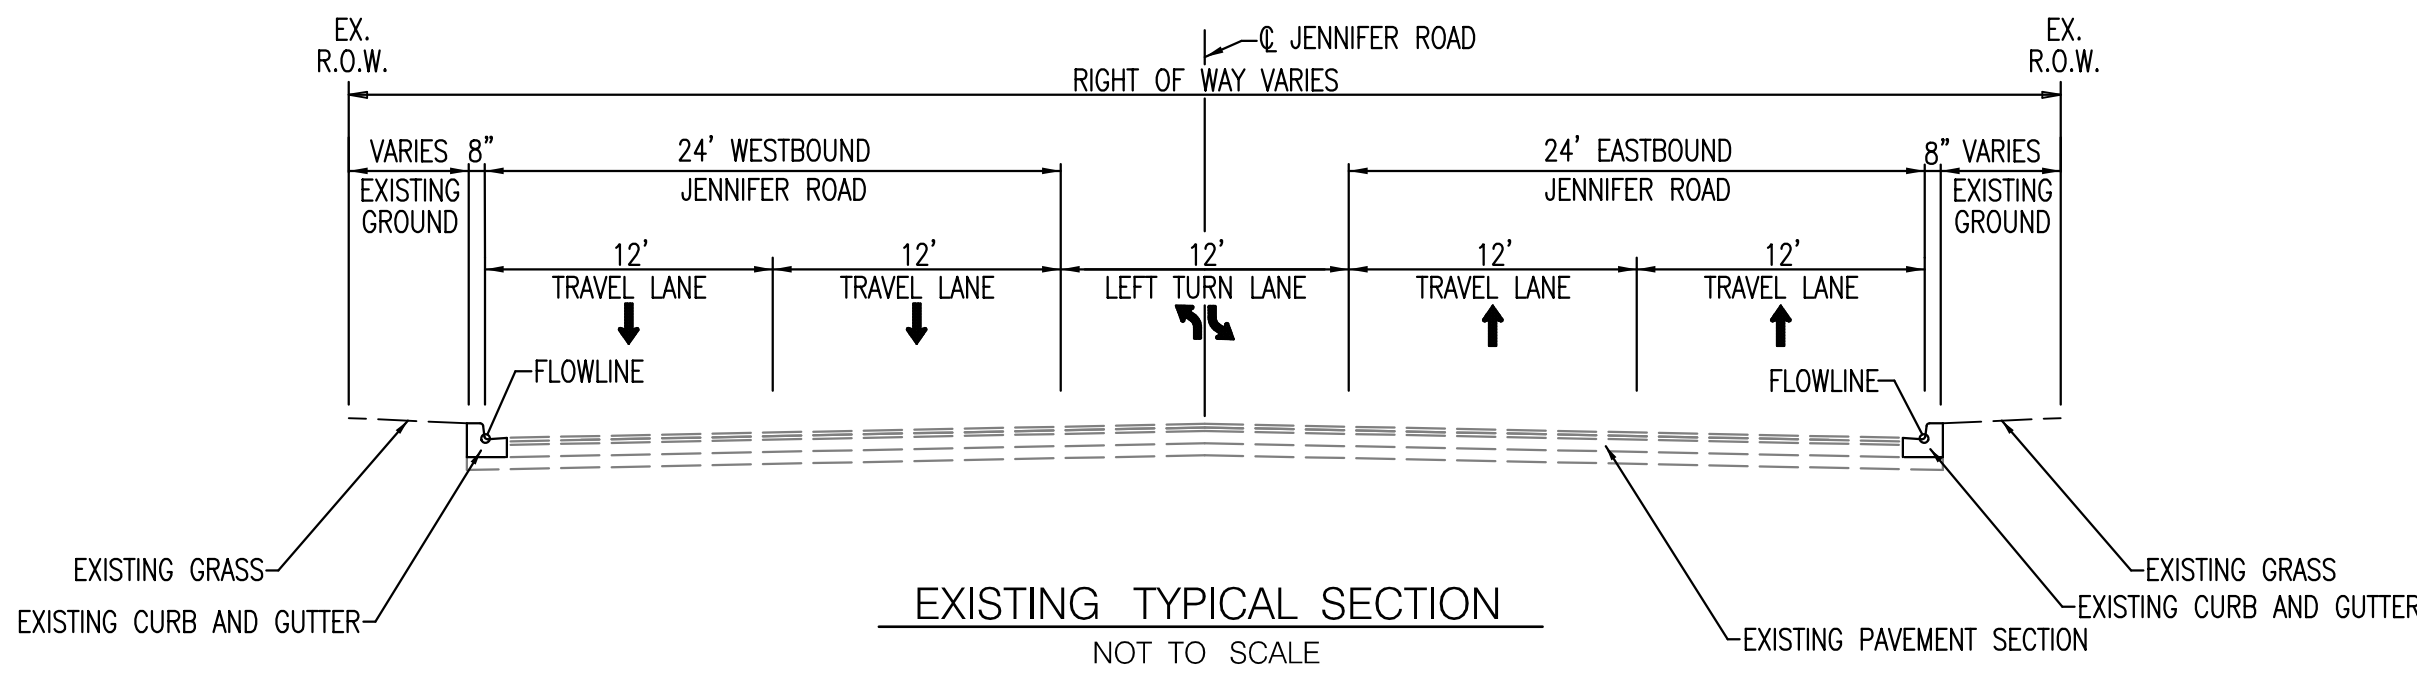 EX.
R.O.W.
℄ JENNIFER ROAD
EX.
R.O.W.
RIGHT OF WAY VARIES
VARIES
8"
24' WESTBOUND
24' EASTBOUND
8"
VARIES
EXISTING
GROUND
JENNIFER ROAD
JENNIFER ROAD
EXISTING
GROUND
12'
12'
12'
12'
12'
TRAVEL LANE
TRAVEL LANE
LEFT TURN LANE
TRAVEL LANE
TRAVEL LANE
FLOWLINE
FLOWLINE
EXISTING GRASS
EXISTING GRASS
EXISTING CURB AND GUTTER
EXISTING CURB AND GUTTER
EXISTING PAVEMENT SECTION
EXISTING TYPICAL SECTION
NOT TO SCALE